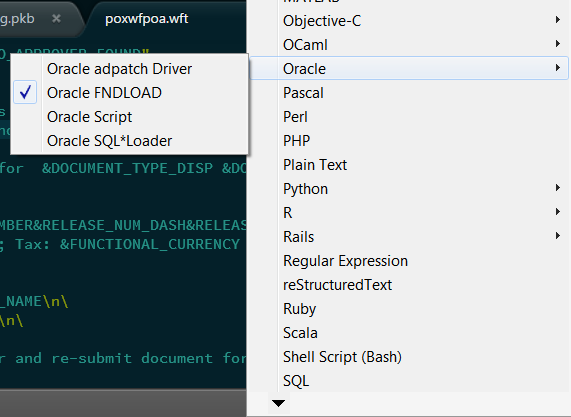 g.pkb × poxwfpoa.wft
O_APPROVER_FOUND"
s
for &DOCUMENT_TYPE_DISP &DO
MBER&RELEASE_NUM_DASH&RELEAS
; Tax: &FUNCTIONAL_CURRENCY
_NAME\n\
\n\
r and re-submit document for
Oracle adpatch Driver
Oracle FNDLOAD
Oracle Script
Oracle SQL*Loader
Objective-C
OCaml
Oracle
Pascal
Perl
PHP
Plain Text
Python
R
Rails
Regular Expression
reStructuredText
Ruby
Scala
Shell Script (Bash)
SQL